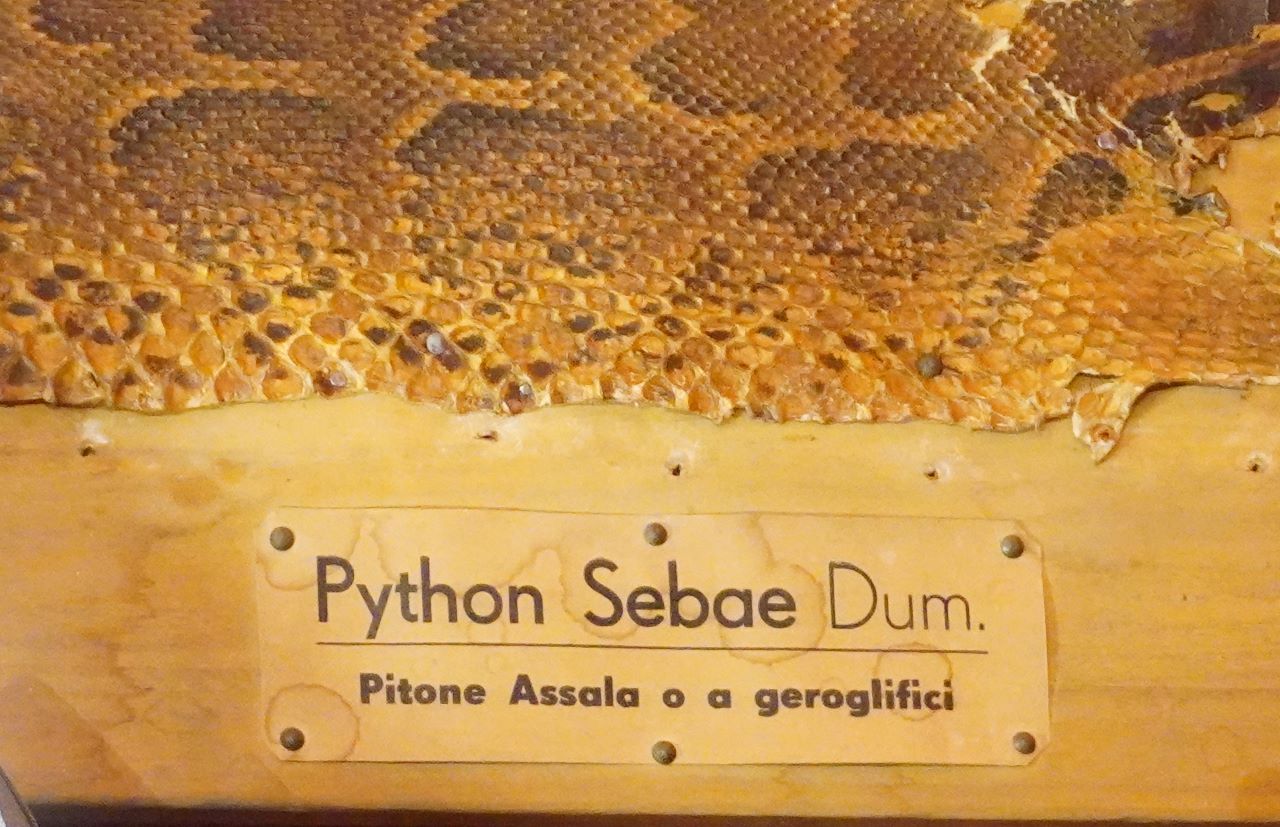 Python Sebae Dum.
Pitone Assala o a geroglifici